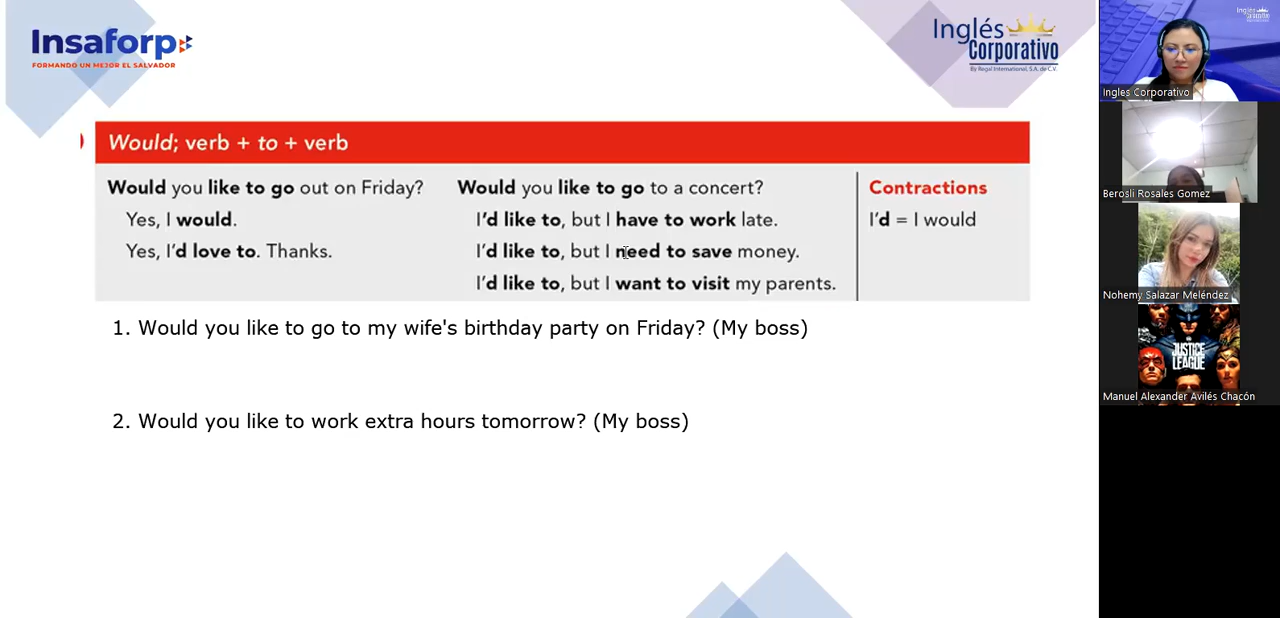 Insaforp
FORMANDO UN MEJOR EL SALVADOR
Inglés
Corporativo
By Regal International, S.A. de C.V.
Would; verb + to + verb
Would you like to go out on Friday?
Yes, I would.
Yes, I'd love to. Thanks.
Would you like to go to a concert?
I'd like to, but I have to work late.
I'd like to, but I need to save money.
I'd like to, but I want to visit my parents.
Contractions
I'd = I would
1. Would you like to go to my wife's birthday party on Friday? (My boss)
2. Would you like to work extra hours tomorrow? (My boss)
Ingles Corporativo
Berosli Rosales Gomez
Nohemy Salazar Meléndez
JUSTICE
LEAGUE
Manuel Alexander Avilés Chacón